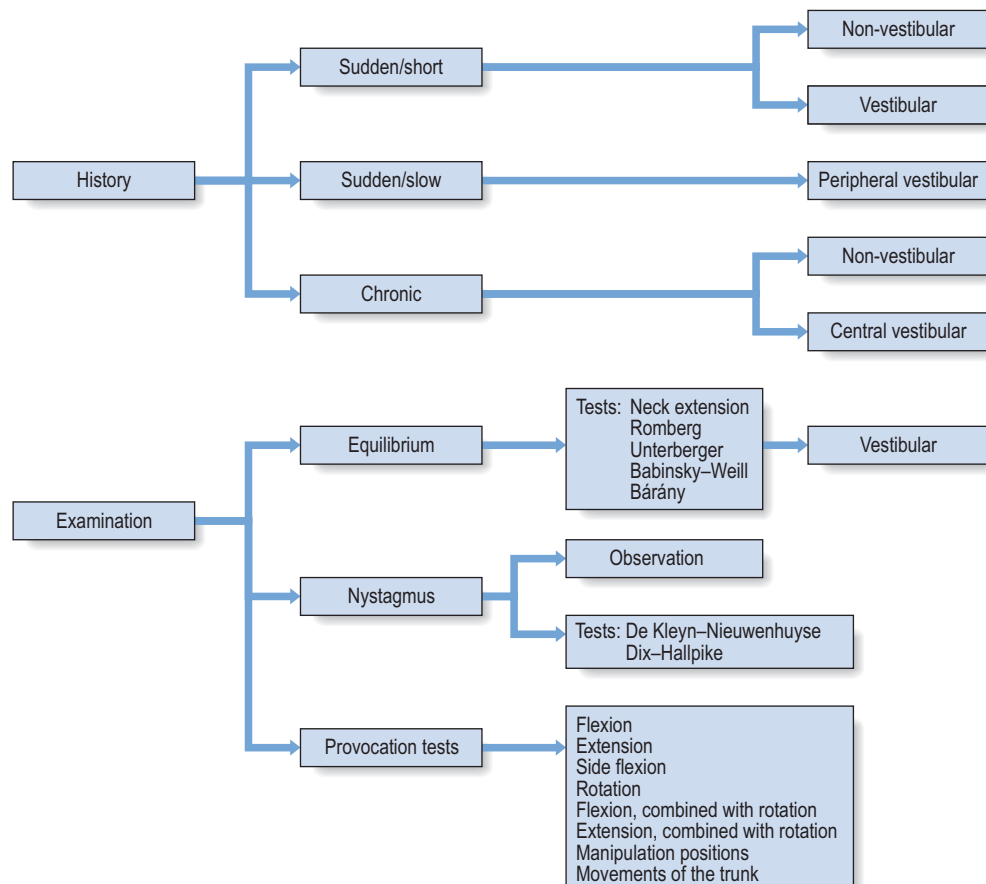 History
Sudden/short
Non-vestibular
Vestibular
Sudden/slow
Peripheral vestibular
Chronic
Non-vestibular
Central vestibular
Examination
Equilibrium
Tests: Neck extension
Romberg
Unterberger
Babinsky–Weill
Bárány
Vestibular
Nystagmus
Observation
Tests: De Kleyn–Nieuwenhuyse
Dix–Hallpike
Provocation tests
Flexion
Extension
Side flexion
Rotation
Flexion, combined with rotation
Extension, combined with rotation
Manipulation positions
Movements of the trunk